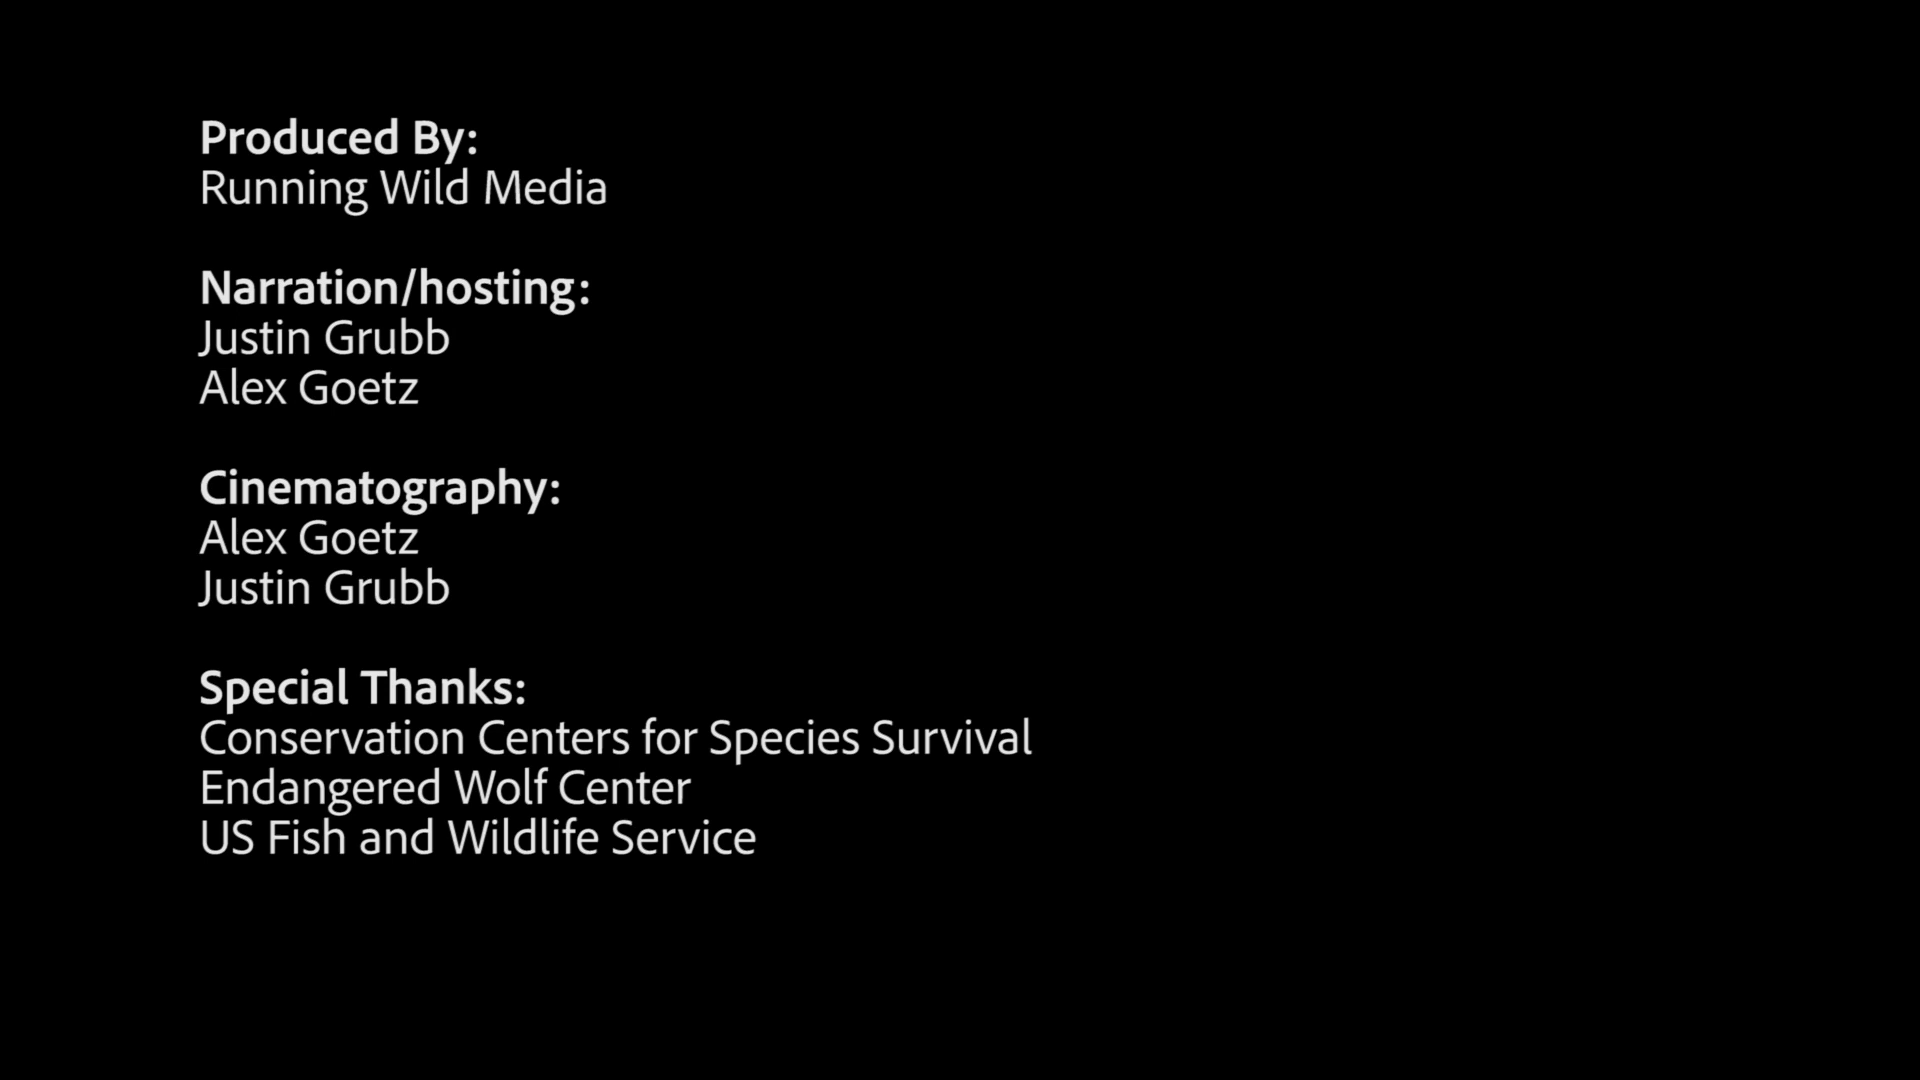 Produced By:
Running Wild Media
Narration/hosting:
Justin Grubb
Alex Goetz
Cinematography:
Alex Goetz
Justin Grubb
Special Thanks:
Conservation Centers for Species Survival
Endangered Wolf Center
US Fish and Wildlife Service